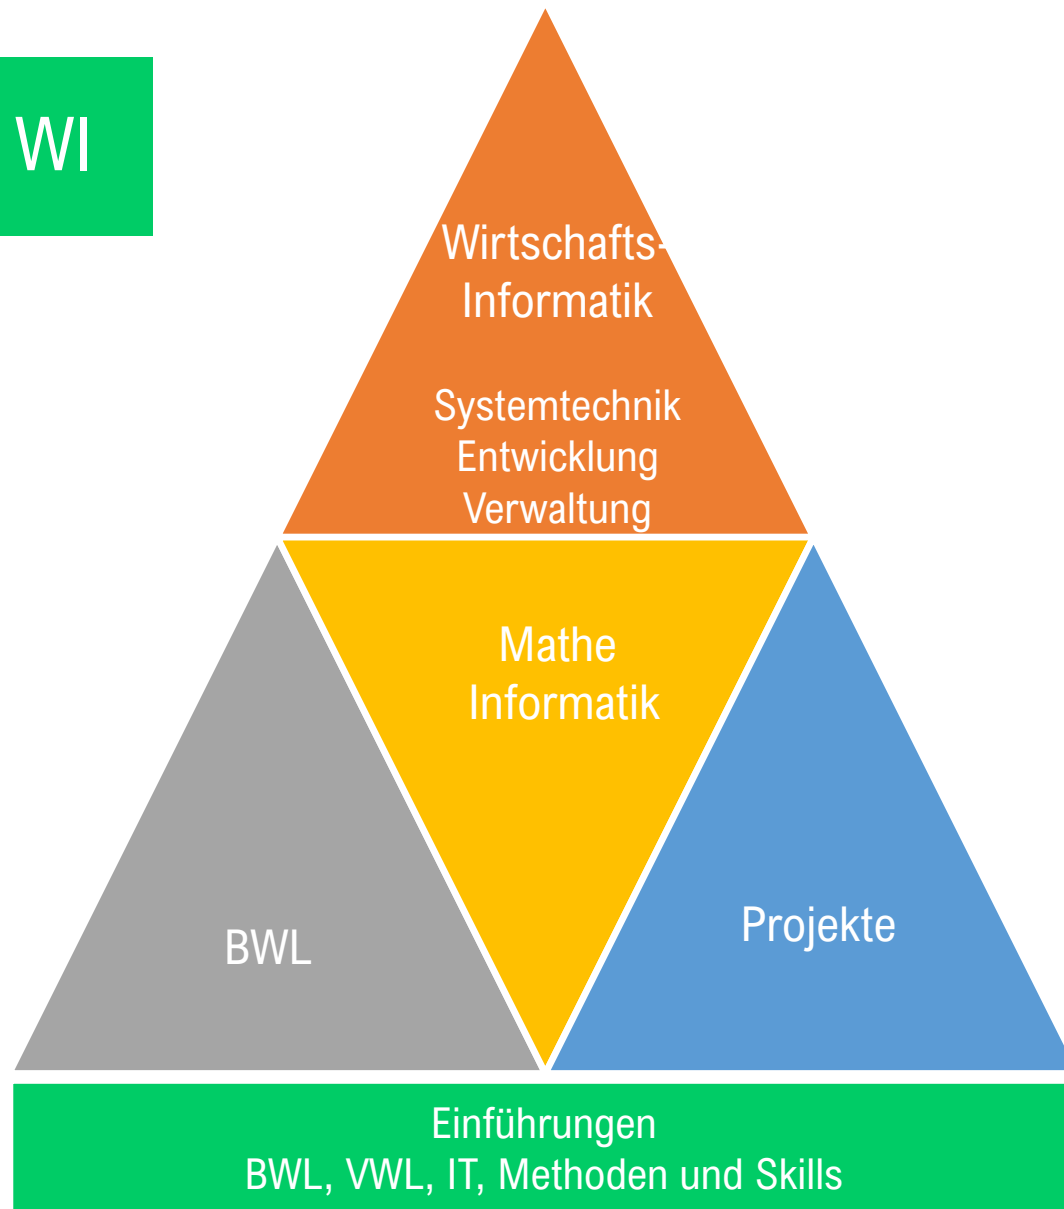 WI
Wirtschafts-
Informatik
Systemtechnik
Entwicklung
Verwaltung
Mathe
Informatik
BWL
Projekte
Einführungen
BWL, VWL, IT, Methoden und Skills